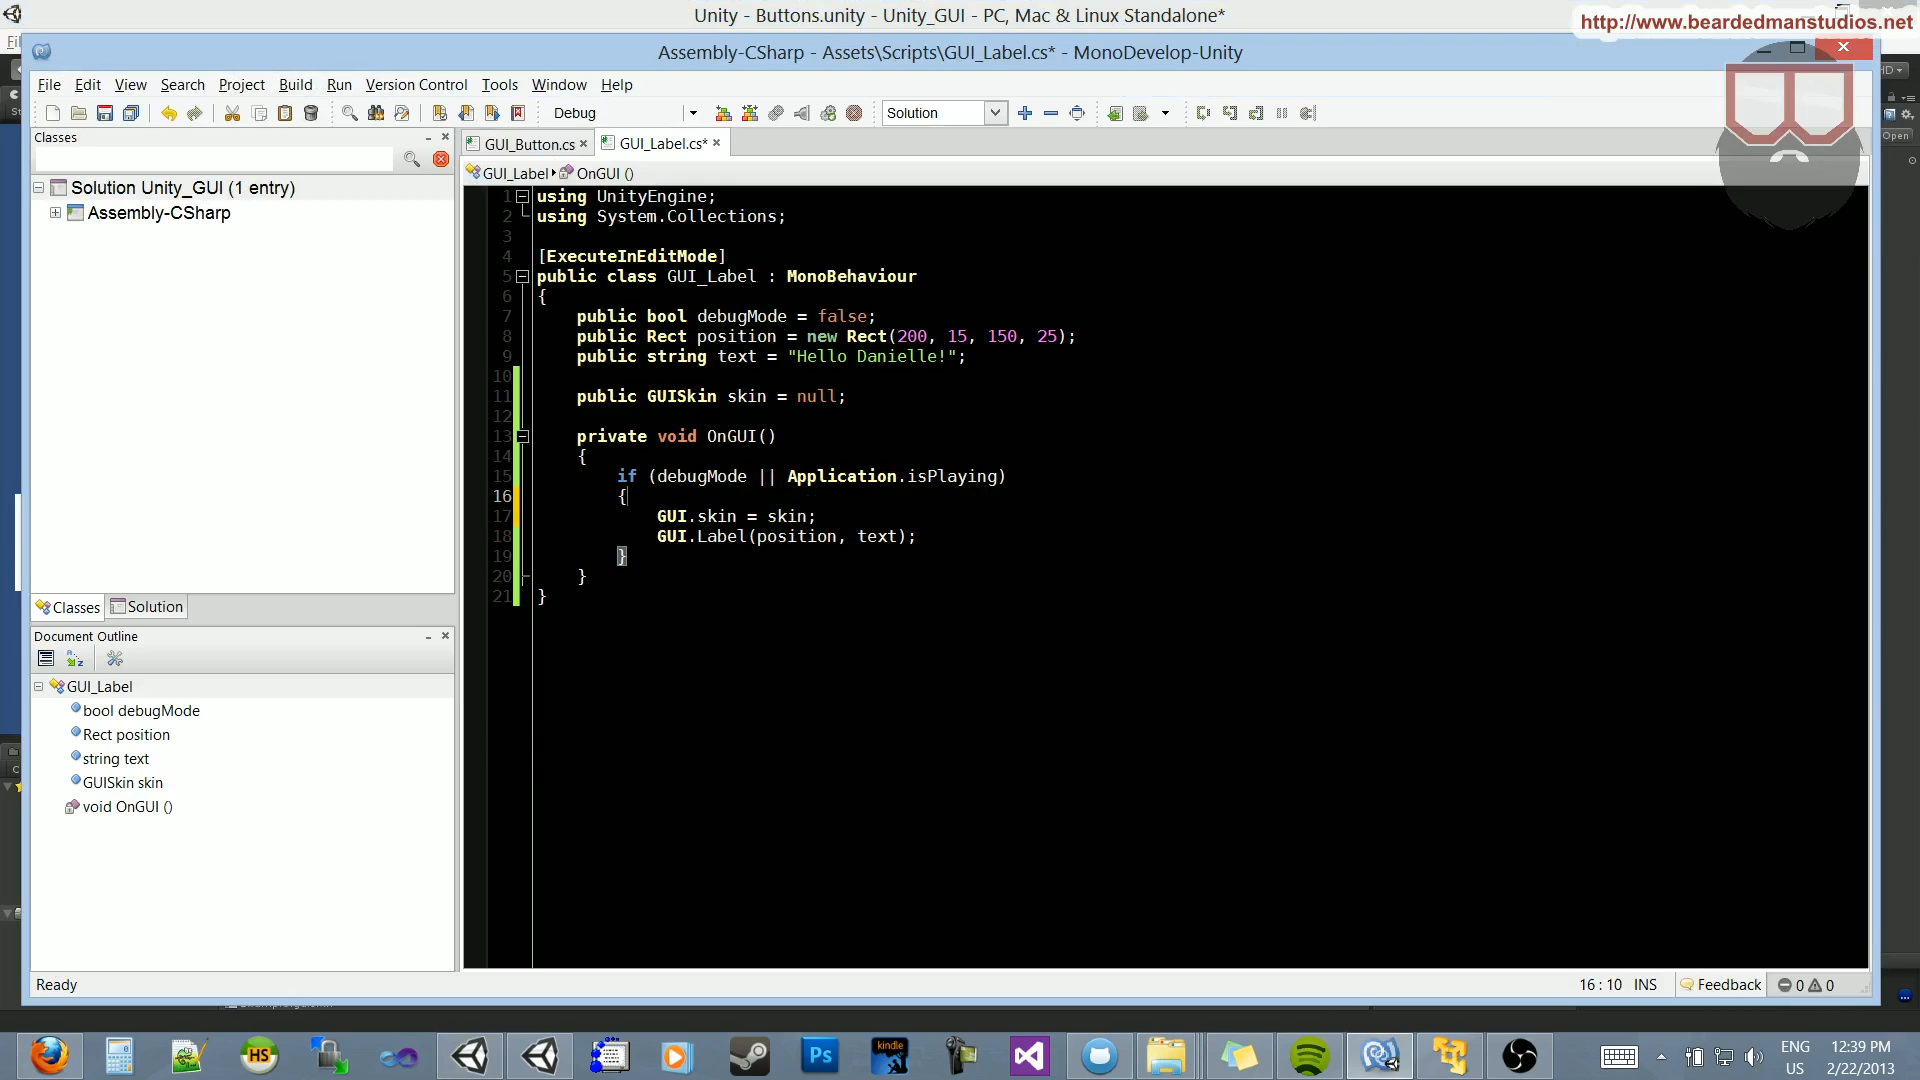 Unity - Buttons.unity - Unity_GUI - PC, Mac & Linux Standalone*
http://www.beardedmanstudios.net
Assembly-CSharp - Assets\Scripts\GUI_Label.cs* - MonoDevelop-Unity
File Edit View Search Project Build Run Version Control Tools Window Help
Debug Solution
Open
Classes
GUI_Button.cs GUI_Label.cs*
GUI_Label OnGUI ()
Solution Unity_GUI (1 entry)
Assembly-CSharp
1 using UnityEngine;
2 using System.Collections;
3
4 [ExecuteInEditMode]
5 public class GUI_Label : MonoBehaviour
6 {
7 public bool debugMode = false;
8 public Rect position = new Rect(200, 15, 150, 25);
9 public string text = "Hello Danielle!";
10
11 public GUISkin skin = null;
12
13 private void OnGUI()
14 {
15 if (debugMode || Application.isPlaying)
16 {
17 GUI.skin = skin;
18 GUI.Label(position, text);
19 }
20 }
21 }
Classes Solution
Document Outline
GUI_Label
bool debugMode
Rect position
string text
GUISkin skin
void OnGUI ()
Ready
16 : 10 INS Feedback 0 0
HS
kindle
Ps
ENG
US
12:39 PM
2/22/2013